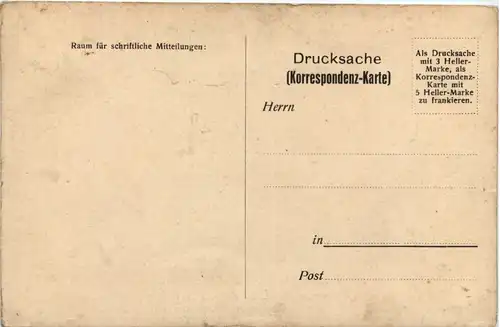 Raum für schriftliche Mitteilungen:
Drucksache
(Korrespondenz-Karte)
Als Drucksache
mit 3 Heller-
Marke, als
Korrespondenz-
Karte mit
5 Heller-Marke
zu frankieren.
Herrn
in
Post